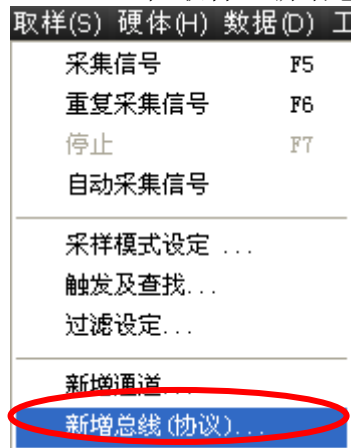 取样(S) 硬体(H) 数据(D) 工
采集信号 F5
重复采集信号 F6
停止 F7
自动采集信号
采样模式设定 ...
触发及查找...
过滤设定...
新增通道...
新增总线(协议)...